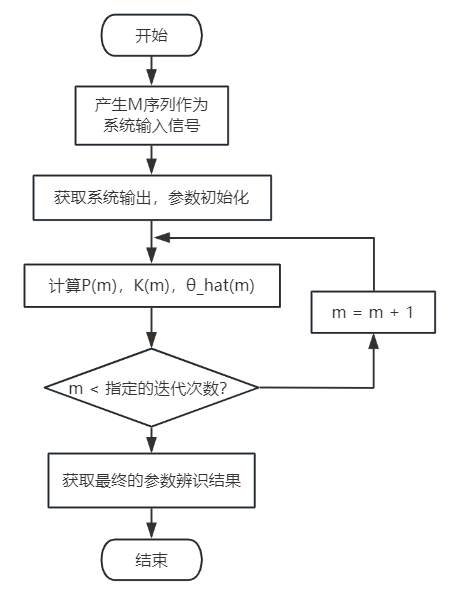 开始
产生M序列作为
系统输入信号
获取系统输出，参数初始化
计算P(m)，K(m)，θ_hat(m)
m = m + 1
m < 指定的迭代次数？
获取最终的参数辨识结果
结束